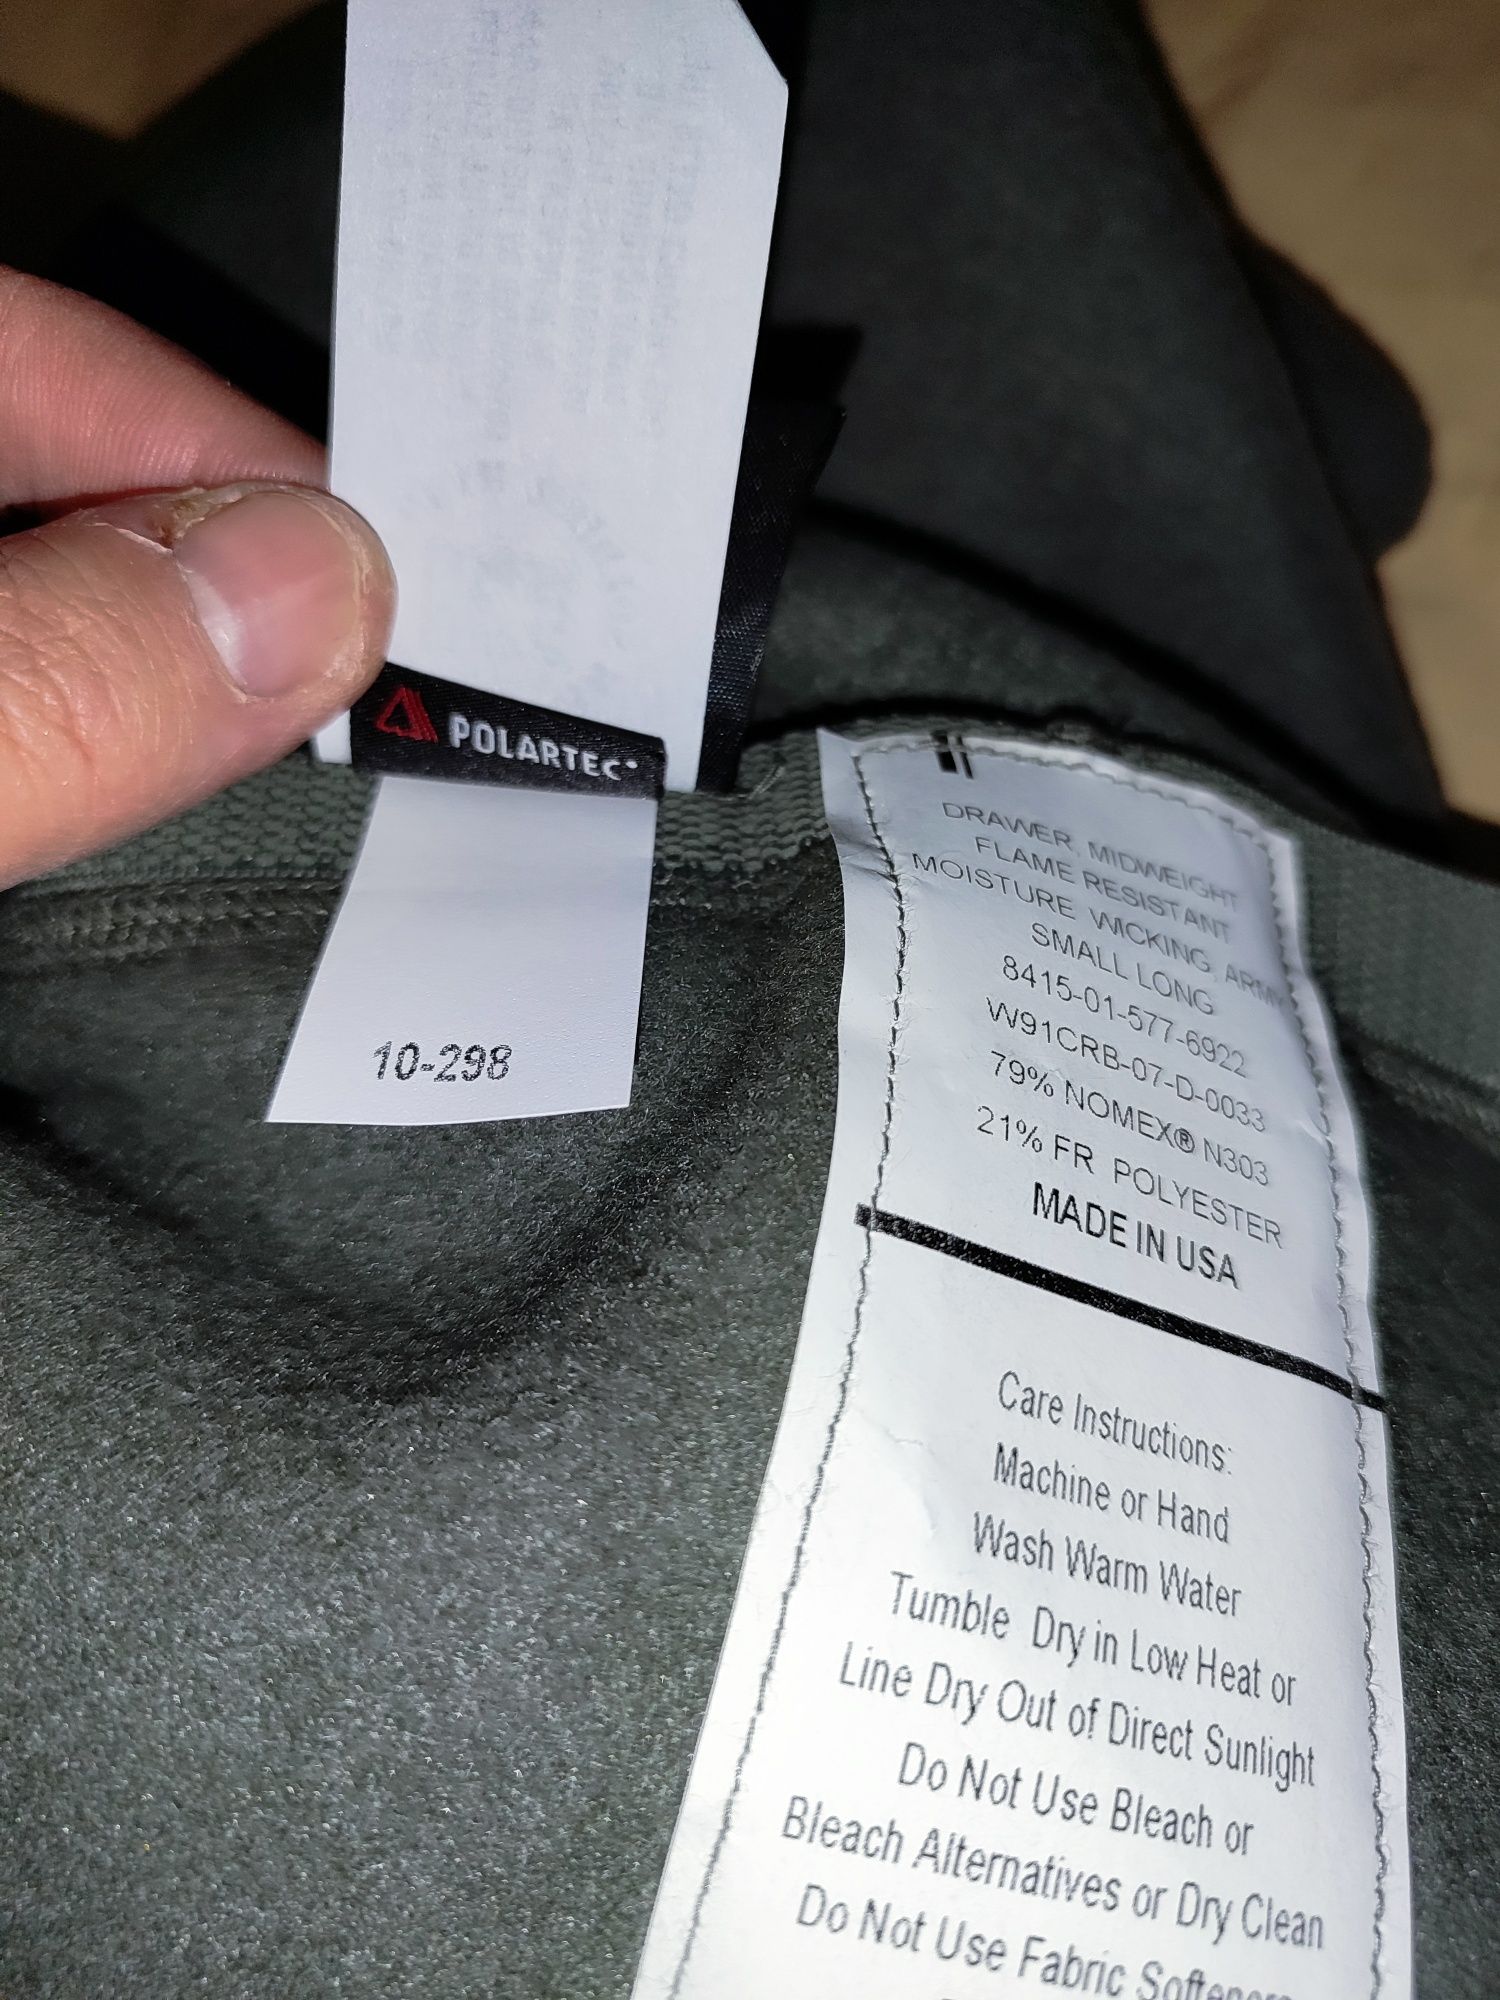 POLARTEC
10-298
DRAWER, MIDWEIGHT
FLAME RESISTANT
MOISTURE WICKING, ARMY
SMALL LONG
8415-01-577-6922
W91CRB-07-D-0033
79% NOMEX® N303
21% FR POLYESTER
MADE IN USA
Care Instructions:
Machine or Hand
Wash Warm Water
Tumble Dry in Low Heat or
Line Dry Out of Direct Sunlight
Do Not Use Bleach or
Bleach Alternatives or Dry Clean
Do Not Use Fabric Softeners